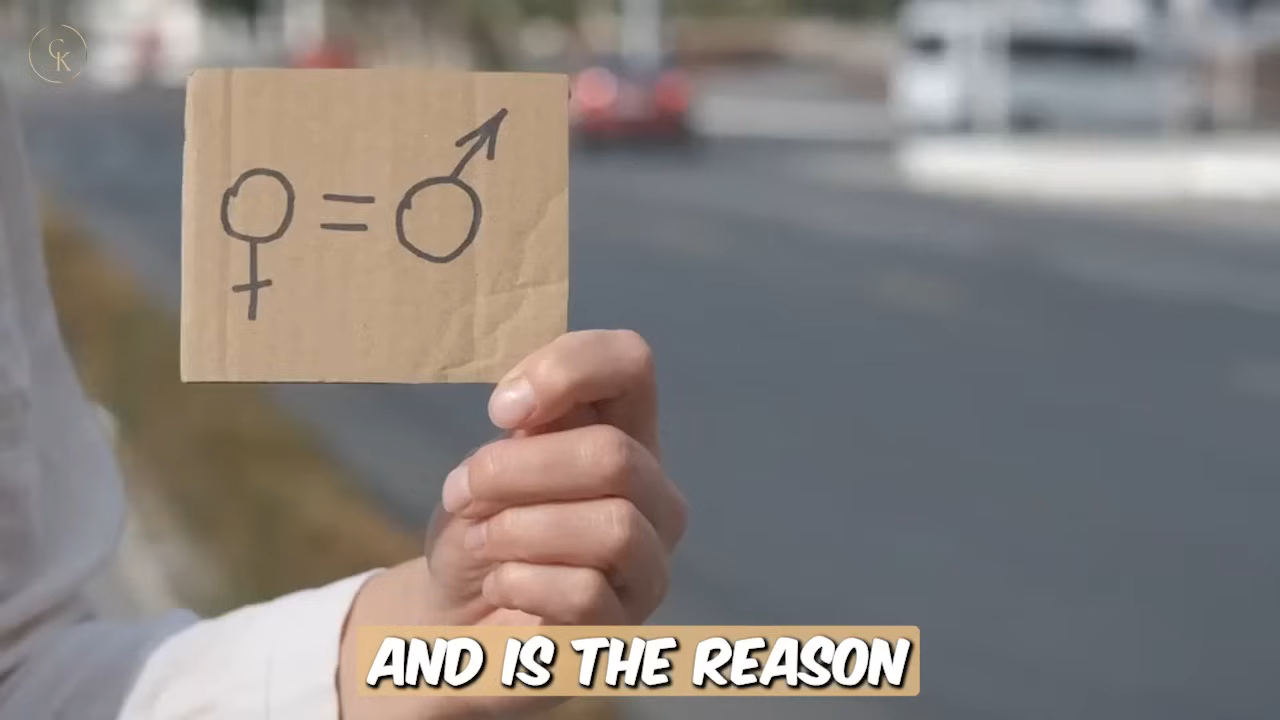 CK
♀ = ♂
AND IS THE REASON